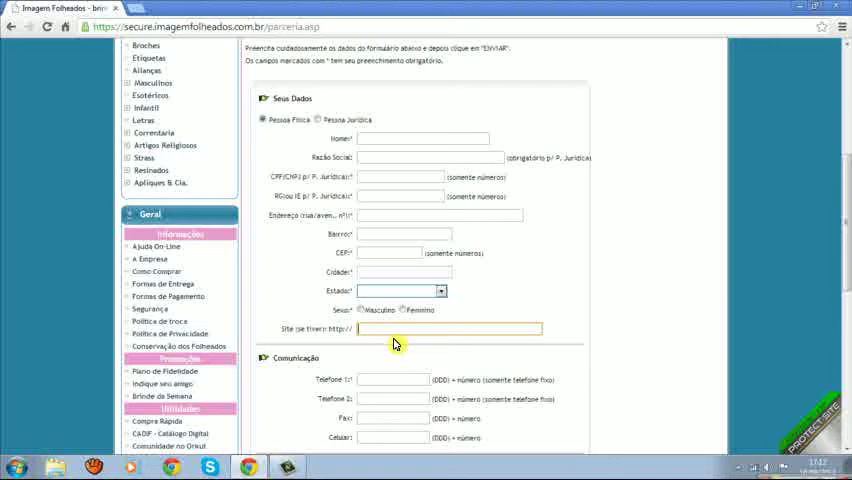 Imagem Folheados - brin
https://secure.imagemfolheados.com.br/parceria.asp
Broches
Etiquetas
Alianças
Masculinos
Esotéricos
Infantil
Letras
Correntaria
Artigos Religiosos
Strass
Resinados
Apliques & Cia.
Geral
Informações
Ajuda On-Line
A Empresa
Como Comprar
Formas de Entrega
Formas de Pagamento
Segurança
Política de troca
Política de Privacidade
Conservação dos Folheados
Promoções
Plano de Fidelidade
Indique seu amigo
Brinde da Semana
Utilidades
Compra Rápida
CADIF - Catálogo Digital
Comunidade no Orkut
Preencha cuidadosamente os dados do formulário abaixo e depois clique em "ENVIAR".
Os campos marcados com * tem seu preenchimento obrigatório.
Seus Dados
Pessoa Física Pessoa Jurídica
Nome:*
Razão Social: (obrigatório p/ P. Jurídica
CPF/CNPJ p/ P. Jurídica):* (somente números)
RG(ou IE p/ P. Jurídica):* (somente números)
Endereço (rua/aven., nº):*
Bairro:*
CEP:* (somente números)
Cidade:*
Estado:*
Sexo:* Masculino Feminino
Site (se tiver): http://
Comunicação
Telefone 1:* (DDD) + número (somente telefone fixo)
Telefone 2: (DDD) + número (somente telefone fixo)
Fax: (DDD) + número
Celular: (DDD) + número
PROTECT SITE
17:12